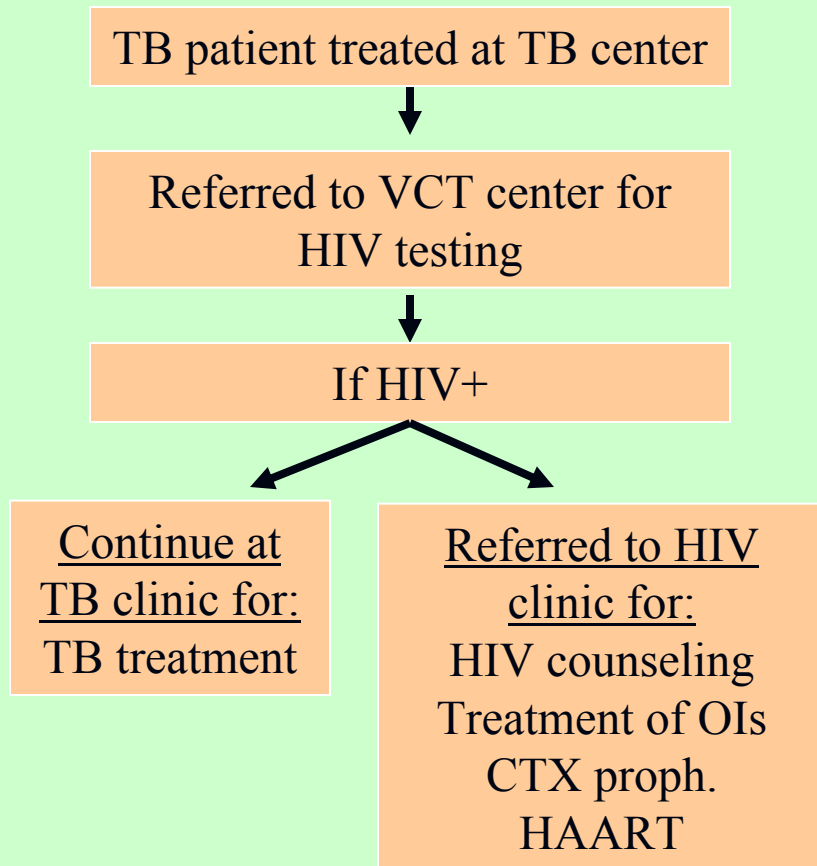 TB patient treated at TB center
Referred to VCT center for
HIV testing
If HIV+
Continue at
TB clinic for:
TB treatment
Referred to HIV
clinic for:
HIV counseling
Treatment of OIs
CTX proph.
HAART